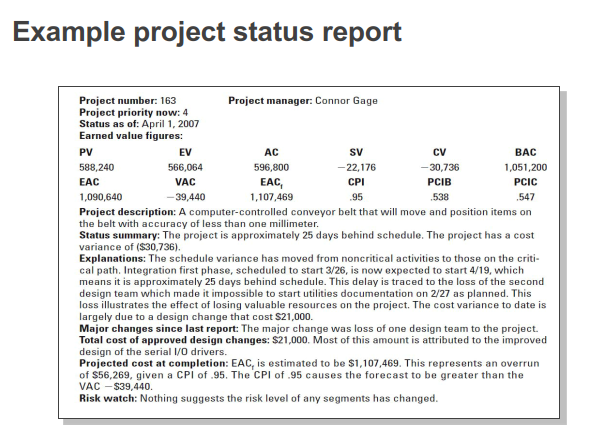 Example project status report
Project number: 163 Project manager: Connor Gage
Project priority now: 4
Status as of: April 1, 2007
Earned value figures:
PV EV AC SV CV BAC
588,240 566,064 596,800 –22,176 –30,736 1,051,200
EAC VAC EACf CPI PCIB PCIC
1,090,640 –39,440 1,107,469 .95 .538 .547
Project description: A computer-controlled conveyor belt that will move and position items on
the belt with accuracy of less than one millimeter.
Status summary: The project is approximately 25 days behind schedule. The project has a cost
variance of ($30,736).
Explanations: The schedule variance has moved from noncritical activities to those on the criti-
cal path. Integration first phase, scheduled to start 3/26, is now expected to start 4/19, which
means it is approximately 25 days behind schedule. This delay is traced to the loss of the second
design team which made it impossible to start utilities documentation on 2/27 as planned. This
loss illustrates the effect of losing valuable resources on the project. The cost variance to date is
largely due to a design change that cost $21,000.
Major changes since last report: The major change was loss of one design team to the project.
Total cost of approved design changes: $21,000. Most of this amount is attributed to the improved
design of the serial I/O drivers.
Projected cost at completion: EACf is estimated to be $1,107,469. This represents an overrun
of $56,269, given a CPI of .95. The CPI of .95 causes the forecast to be greater than the
VAC –$39,440.
Risk watch: Nothing suggests the risk level of any segments has changed.